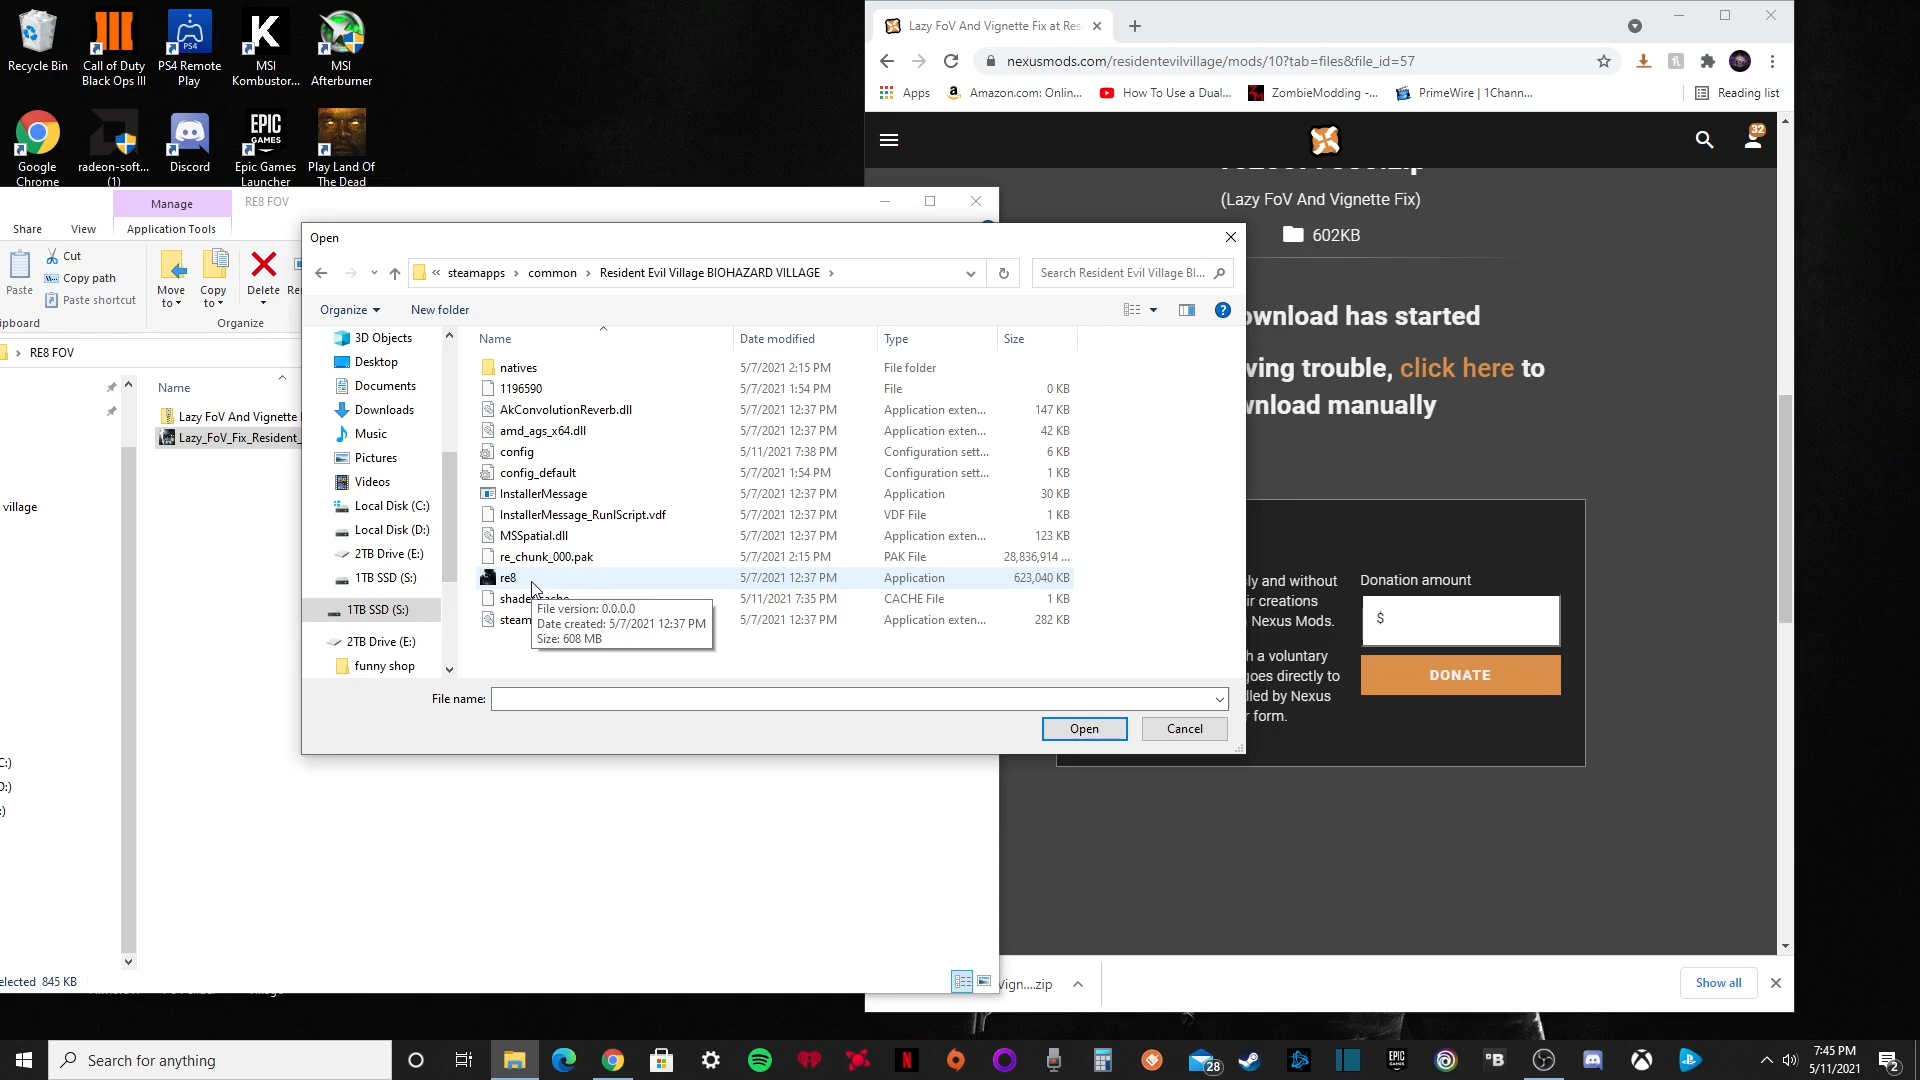 Recycle Bin
Call of Duty
Black Ops III
PS4 Remote
Play
MSI
Kombustor...
MSI
Afterburner
Google
Chrome
radeon-soft...
(1)
Discord
EPIC
GAMES
Epic Games
Launcher
Play Land Of
The Dead
Lazy FoV And Vignette Fix at Res
nexusmods.com/residentevilvillage/mods/10?tab=files&file_id=57
Apps
Amazon.com: Onlin...
How To Use a Dual...
ZombieModding -...
PrimeWire | 1Chann...
Reading list
32
(Lazy FoV And Vignette Fix)
602KB
ownload has started
ving trouble, click here to
wnload manually
ly and without
ir creations
Nexus Mods.
h a voluntary
goes directly to
lled by Nexus
r form.
Donation amount
$
DONATE
Vign....zip
Show all
Manage
RE8 FOV
Share
View
Application Tools
Paste
Cut
Copy path
Paste shortcut
Move
to
Copy
to
Delete
Re
ipboard
Organize
RE8 FOV
Name
Lazy FoV And Vignette
Lazy_FoV_Fix_Resident_
village
C:)
D:)
:)
elected 845 KB
Open
« steamapps › common › Resident Evil Village BIOHAZARD VILLAGE ›
Search Resident Evil Village Bl...
Organize
New folder
3D Objects
Desktop
Documents
Downloads
Music
Pictures
Videos
Local Disk (C:)
Local Disk (D:)
2TB Drive (E:)
1TB SSD (S:)
1TB SSD (S:)
2TB Drive (E:)
funny shop
Name Date modified Type Size
natives 5/7/2021 2:15 PM File folder
1196590 5/7/2021 1:54 PM File 0 KB
AkConvolutionReverb.dll 5/7/2021 12:37 PM Application exten... 147 KB
amd_ags_x64.dll 5/7/2021 12:37 PM Application exten... 42 KB
config 5/11/2021 7:38 PM Configuration sett... 6 KB
config_default 5/7/2021 1:54 PM Configuration sett... 1 KB
InstallerMessage 5/7/2021 12:37 PM Application 30 KB
InstallerMessage_RunIScript.vdf 5/7/2021 12:37 PM VDF File 1 KB
MSSpatial.dll 5/7/2021 12:37 PM Application exten... 123 KB
re_chunk_000.pak 5/7/2021 2:15 PM PAK File 28,836,914 ...
re8 5/7/2021 12:37 PM Application 623,040 KB
shader.cache 5/11/2021 7:35 PM CACHE File 1 KB
steam 5/7/2021 12:37 PM Application exten... 282 KB
File version: 0.0.0.0
Date created: 5/7/2021 12:37 PM
Size: 608 MB
File name:
Open
Cancel
Search for anything
28
EPIC
B
7:45 PM
5/11/2021
2